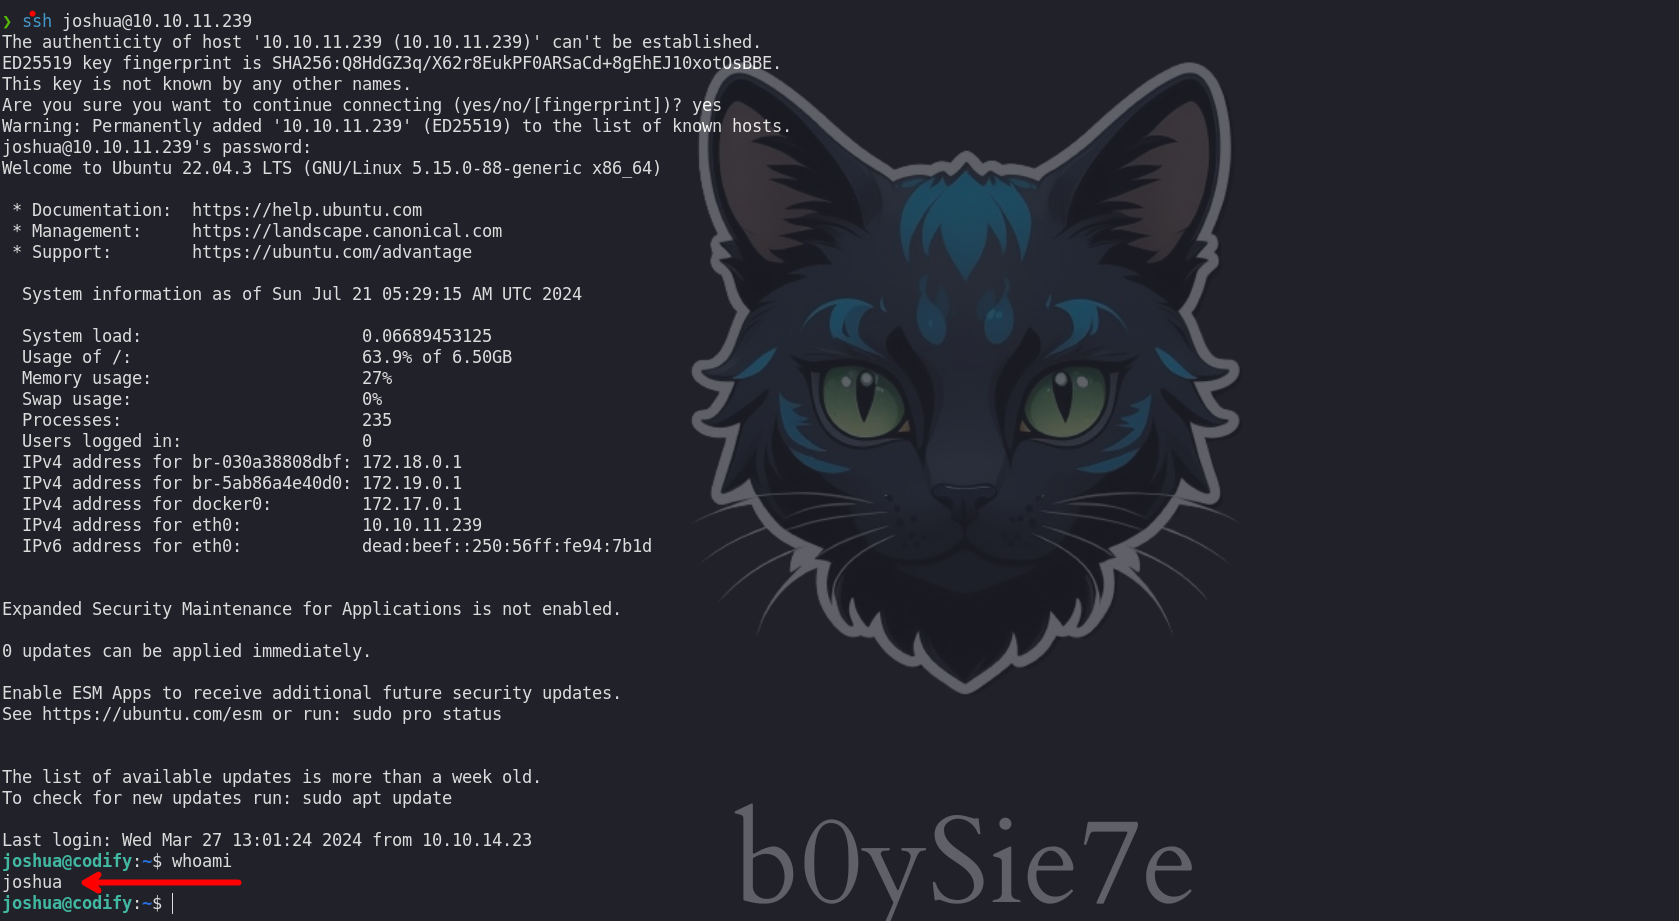 ❯ ssh joshua@10.10.11.239
The authenticity of host '10.10.11.239 (10.10.11.239)' can't be established.
ED25519 key fingerprint is SHA256:Q8HdGZ3q/X62r8EukPF0ARSaCd+8gEhEJ10xotOsBBE.
This key is not known by any other names.
Are you sure you want to continue connecting (yes/no/[fingerprint])? yes
Warning: Permanently added '10.10.11.239' (ED25519) to the list of known hosts.
joshua@10.10.11.239's password:
Welcome to Ubuntu 22.04.3 LTS (GNU/Linux 5.15.0-88-generic x86_64)
* Documentation:  https://help.ubuntu.com
* Management:     https://landscape.canonical.com
* Support:        https://ubuntu.com/advantage
System information as of Sun Jul 21 05:29:15 AM UTC 2024
System load:                      0.06689453125
Usage of /:                       63.9% of 6.50GB
Memory usage:                     27%
Swap usage:                       0%
Processes:                        235
Users logged in:                  0
IPv4 address for br-030a38808dbf: 172.18.0.1
IPv4 address for br-5ab86a4e40d0: 172.19.0.1
IPv4 address for docker0:         172.17.0.1
IPv4 address for eth0:            10.10.11.239
IPv6 address for eth0:            dead:beef::250:56ff:fe94:7b1d
Expanded Security Maintenance for Applications is not enabled.
0 updates can be applied immediately.
Enable ESM Apps to receive additional future security updates.
See https://ubuntu.com/esm or run: sudo pro status
The list of available updates is more than a week old.
To check for new updates run: sudo apt update
Last login: Wed Mar 27 13:01:24 2024 from 10.10.14.23
joshua@codify:~$ whoami
joshua
joshua@codify:~$
b0ySie7e